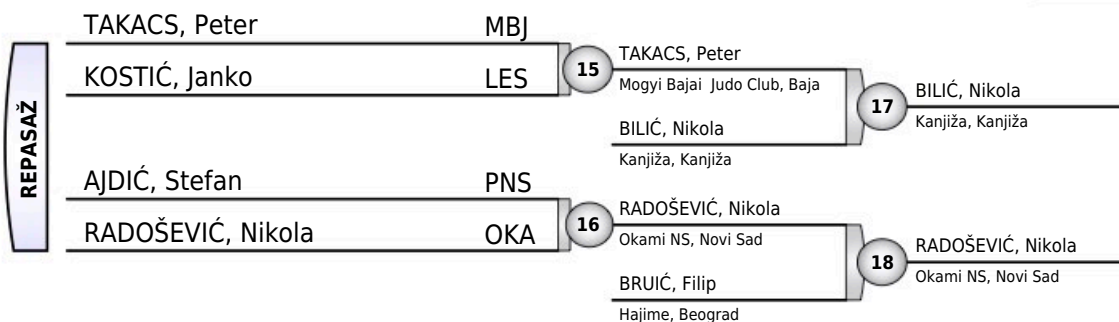 REPASAŽ
TAKACS, Peter MBJ
KOSTIĆ, Janko LES
AJDIĆ, Stefan PNS
RADOŠEVIĆ, Nikola OKA
15
TAKACS, Peter
Mogyi Bajai Judo Club, Baja
BILIĆ, Nikola
Kanjiža, Kanjiža
16
RADOŠEVIĆ, Nikola
Okami NS, Novi Sad
BRUIĆ, Filip
Hajime, Beograd
17
BILIĆ, Nikola
Kanjiža, Kanjiža
18
RADOŠEVIĆ, Nikola
Okami NS, Novi Sad